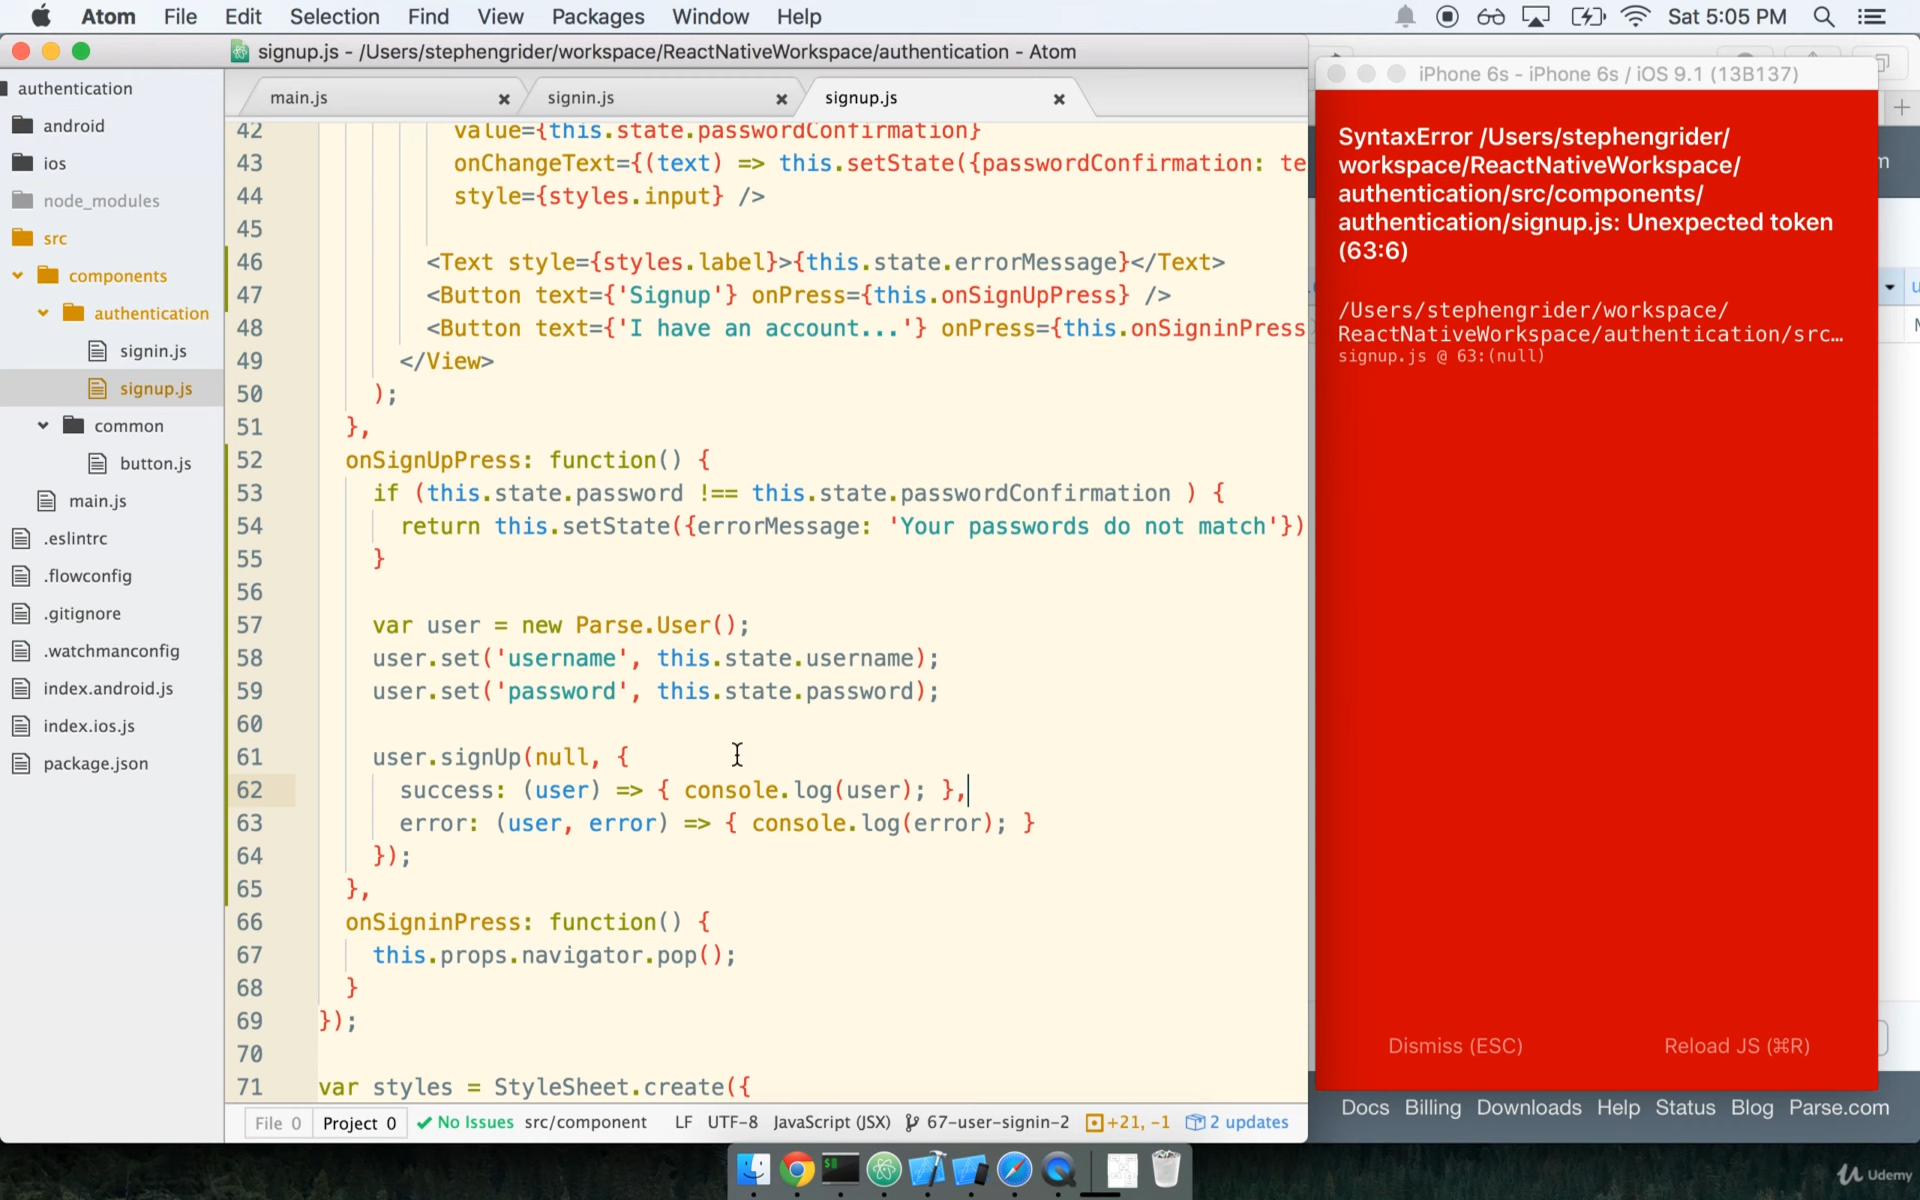 Atom File Edit Selection Find View Packages Window Help Sat 5:05 PM
signup.js - /Users/stephengrider/workspace/ReactNativeWorkspace/authentication - Atom
authentication
android
ios
node_modules
src
components
authentication
signin.js
signup.js
common
button.js
main.js
.eslintrc
.flowconfig
.gitignore
.watchmanconfig
index.android.js
index.ios.js
package.json
main.js signin.js signup.js
42 value={this.state.passwordConfirmation}
43 onChangeText={(text) => this.setState({passwordConfirmation: te
44 style={styles.input} />
45
46 <Text style={styles.label}>{this.state.errorMessage}</Text>
47 <Button text={'Signup'} onPress={this.onSignUpPress} />
48 <Button text={'I have an account...'} onPress={this.onSigninPress
49 </View>
50 );
51 },
52 onSignUpPress: function() {
53 if (this.state.password !== this.state.passwordConfirmation ) {
54 return this.setState({errorMessage: 'Your passwords do not match'})
55 }
56
57 var user = new Parse.User();
58 user.set('username', this.state.username);
59 user.set('password', this.state.password);
60
61 user.signUp(null, {
62 success: (user) => { console.log(user); },
63 error: (user, error) => { console.log(error); }
64 });
65 },
66 onSigninPress: function() {
67 this.props.navigator.pop();
68 }
69 });
70
71 var styles = StyleSheet.create({
File 0 Project 0 No Issues src/component LF UTF-8 JavaScript (JSX) 67-user-signin-2 +21, -1 2 updates
iPhone 6s - iPhone 6s / iOS 9.1 (13B137)
SyntaxError /Users/stephengrider/
workspace/ReactNativeWorkspace/
authentication/src/components/
authentication/signup.js: Unexpected token
(63:6)
/Users/stephengrider/workspace/
ReactNativeWorkspace/authentication/src…
signup.js @ 63:(null)
Dismiss (ESC) Reload JS (⌘R)
Docs Billing Downloads Help Status Blog Parse.com
Udemy